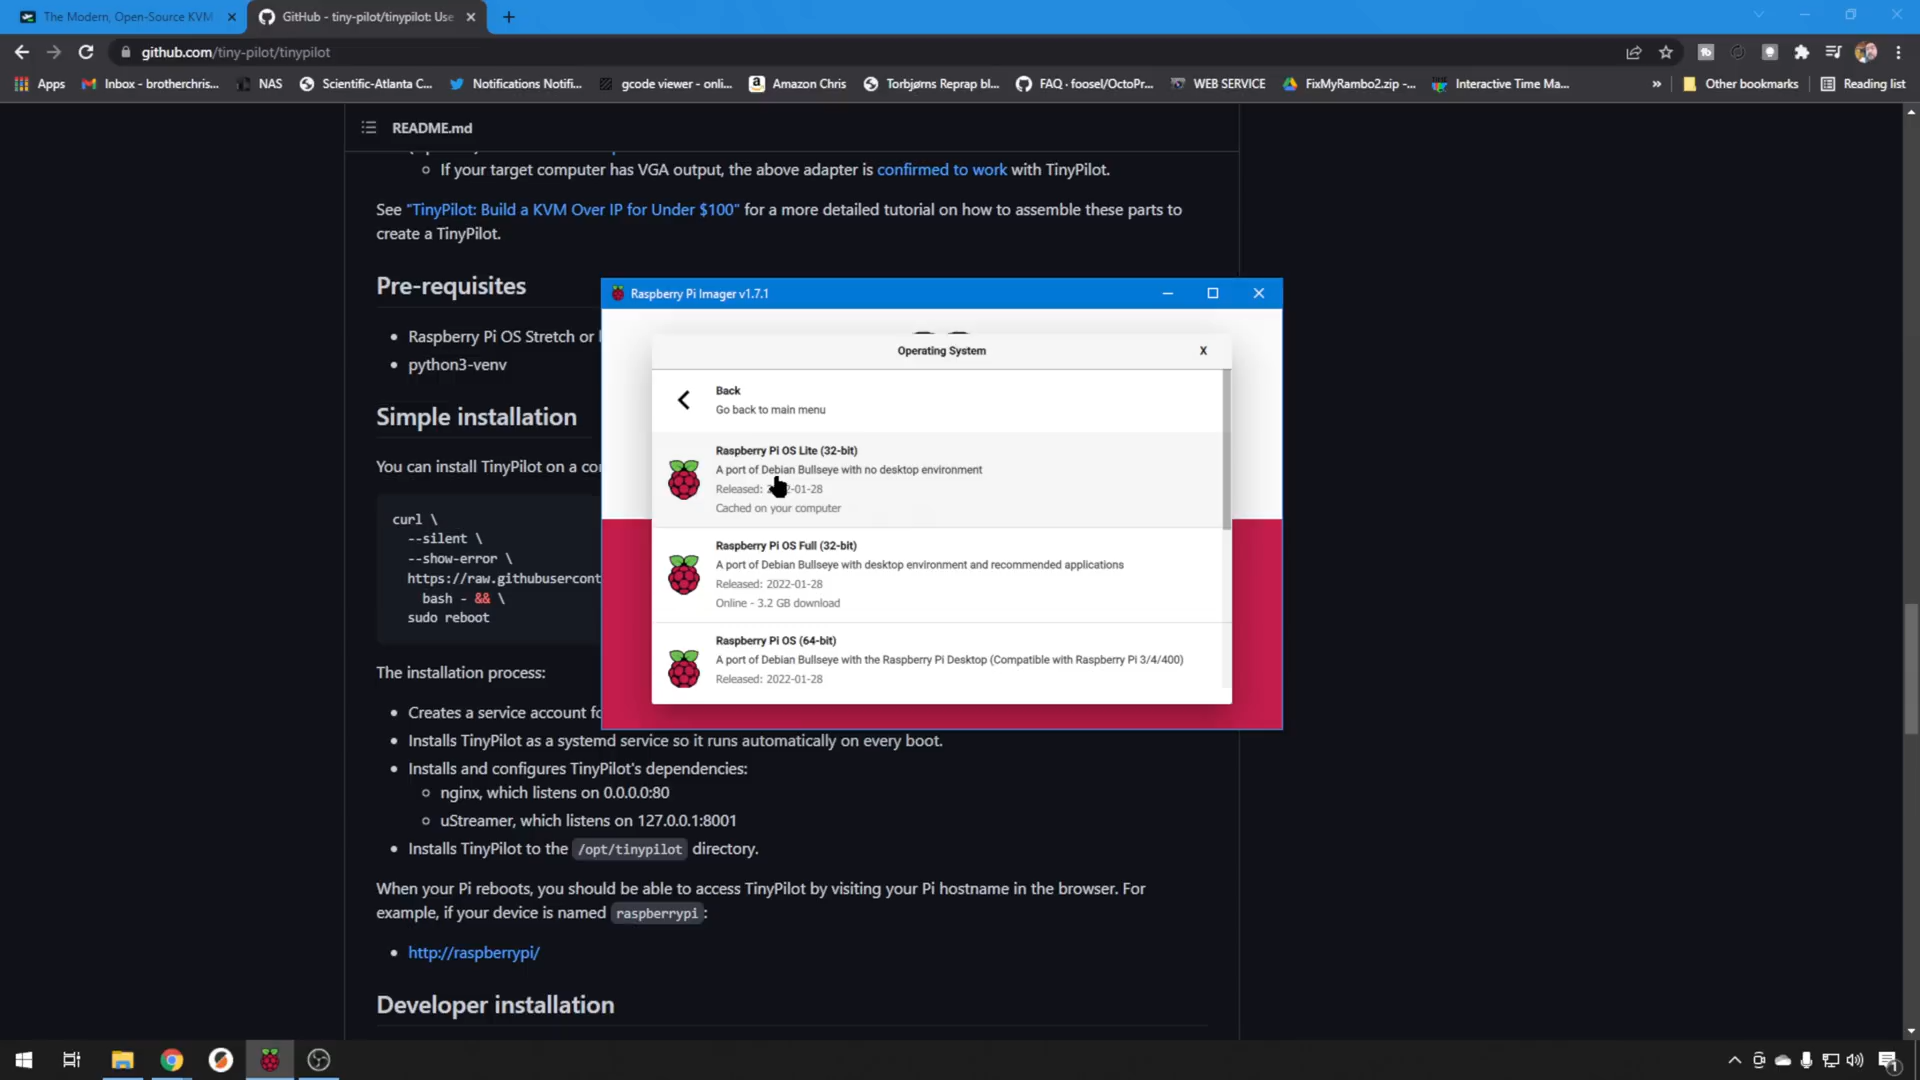 The Modern, Open-Source KVM
GitHub - tiny-pilot/tinypilot: Use
github.com/tiny-pilot/tinypilot
Apps
Inbox - brotherchris...
NAS
Scientific-Atlanta C...
Notifications Notifi...
gcode viewer - onli...
Amazon Chris
Torbjørns Reprap bl...
FAQ · foosel/OctoPr...
WEB SERVICE
FixMyRambo2.zip -...
Interactive Time Ma...
»
Other bookmarks
Reading list
README.md
If your target computer has VGA output, the above adapter is confirmed to work with TinyPilot.
See "TinyPilot: Build a KVM Over IP for Under $100" for a more detailed tutorial on how to assemble these parts to
create a TinyPilot.
Pre-requisites
Raspberry Pi OS Stretch or
python3-venv
Simple installation
You can install TinyPilot on a co
curl \
--silent \
--show-error \
https://raw.githubusercont
bash - && \
sudo reboot
The installation process:
Creates a service account fo
Installs TinyPilot as a systemd service so it runs automatically on every boot.
Installs and configures TinyPilot's dependencies:
nginx, which listens on 0.0.0.0:80
uStreamer, which listens on 127.0.0.1:8001
Installs TinyPilot to the /opt/tinypilot directory.
When your Pi reboots, you should be able to access TinyPilot by visiting your Pi hostname in the browser. For
example, if your device is named raspberrypi:
http://raspberrypi/
Developer installation
Raspberry Pi Imager v1.7.1
Operating System
X
Back
Go back to main menu
Raspberry Pi OS Lite (32-bit)
A port of Debian Bullseye with no desktop environment
Released: 2022-01-28
Cached on your computer
Raspberry Pi OS Full (32-bit)
A port of Debian Bullseye with desktop environment and recommended applications
Released: 2022-01-28
Online - 3.2 GB download
Raspberry Pi OS (64-bit)
A port of Debian Bullseye with the Raspberry Pi Desktop (Compatible with Raspberry Pi 3/4/400)
Released: 2022-01-28
1